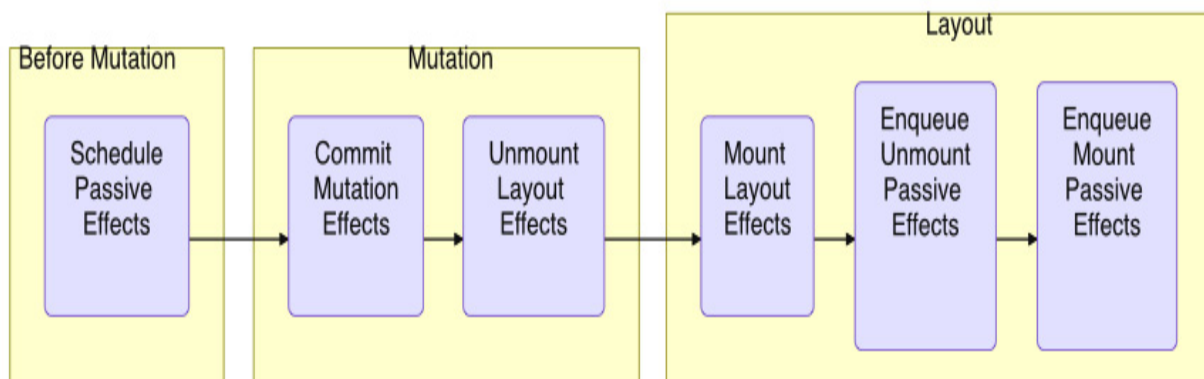 Before Mutation
Schedule
Passive
Effects
Mutation
Commit
Mutation
Effects
Unmount
Layout
Effects
Layout
Mount
Layout
Effects
Enqueue
Unmount
Passive
Effects
Enqueue
Mount
Passive
Effects